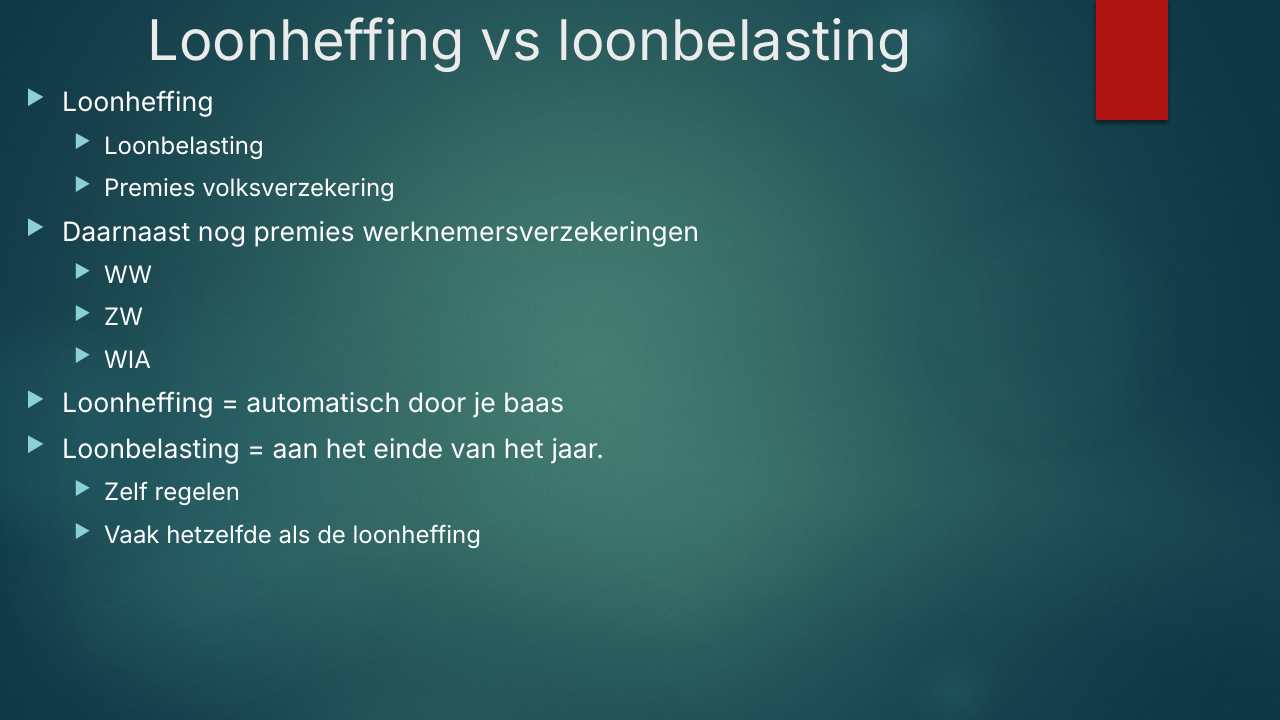 Loonheffing vs loonbelasting
Loonheffing
Loonbelasting
Premies volksverzekering
Daarnaast nog premies werknemersverzekeringen
WW
ZW
WIA
Loonheffing = automatisch door je baas
Loonbelasting = aan het einde van het jaar.
Zelf regelen
Vaak hetzelfde als de loonheffing